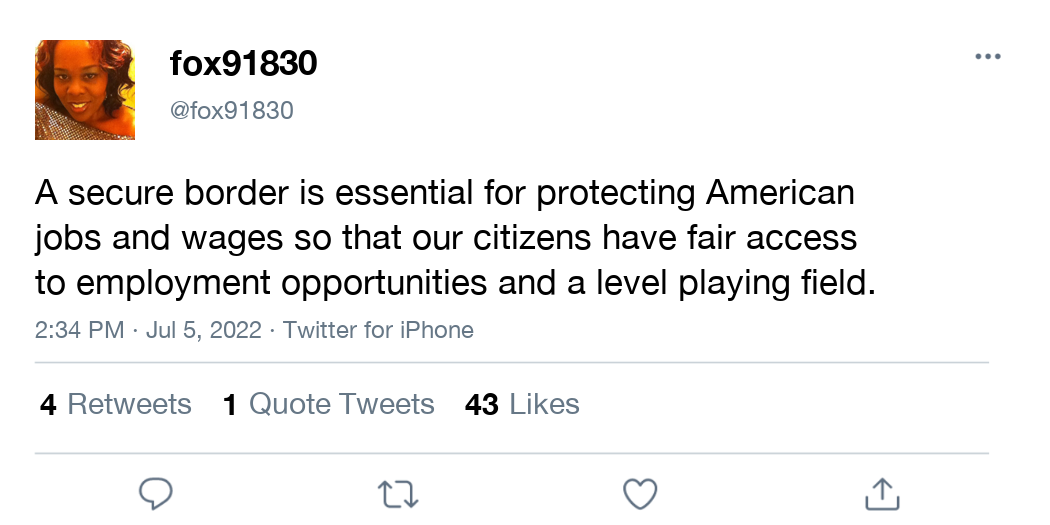 fox91830
@fox91830
A secure border is essential for protecting American
jobs and wages so that our citizens have fair access
to employment opportunities and a level playing field.
2:34 PM · Jul 5, 2022 · Twitter for iPhone
4 Retweets 1 Quote Tweets 43 Likes